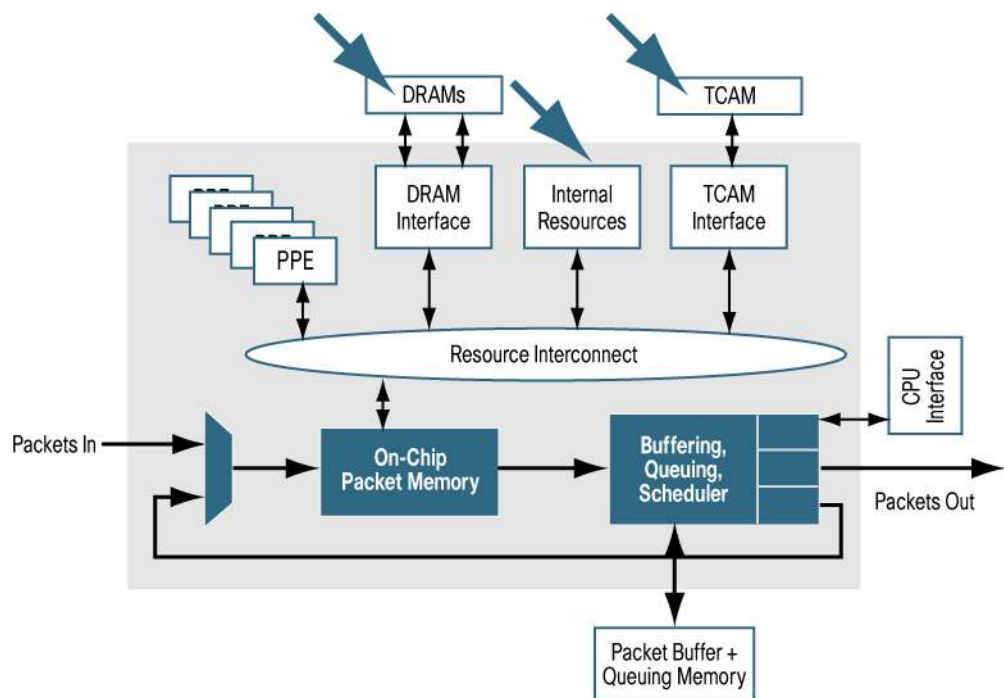 DRAMs
TCAM
DRAM
Interface
Internal
Resources
TCAM
Interface
PPE
Resource Interconnect
CPU
Interface
Packets In
On-Chip
Packet Memory
Buffering,
Queuing,
Scheduler
Packets Out
Packet Buffer +
Queuing Memory